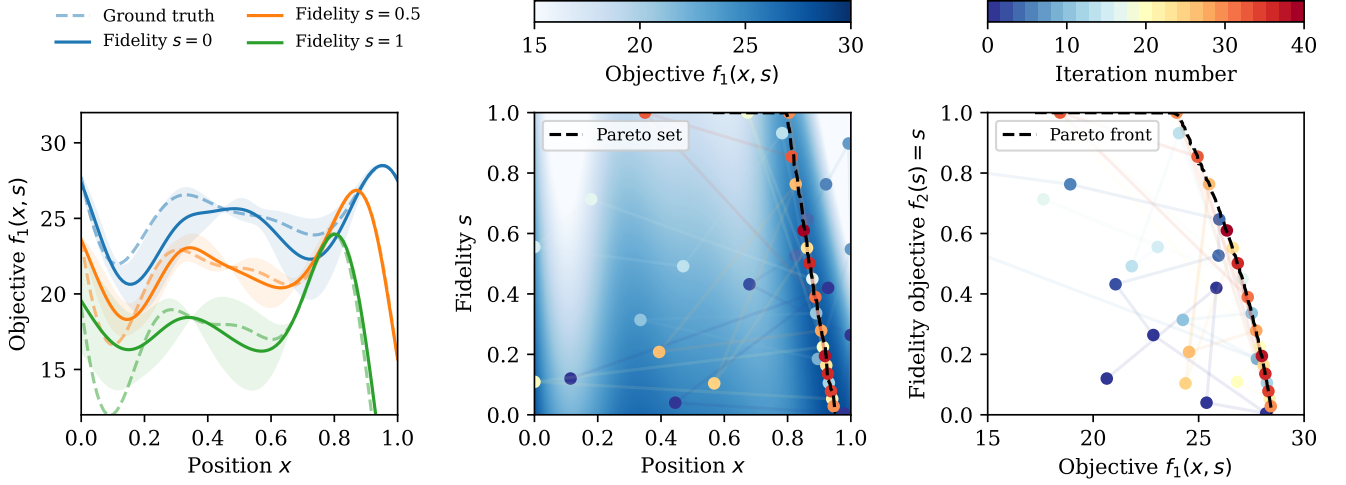 Ground truth
Fidelity s = 0
Fidelity s = 0.5
Fidelity s = 1
15 20 25 30
Objective f₁(x, s)
0 10 20 30 40
Iteration number
Objective f₁(x, s)
30
25
20
15
0.0 0.2 0.4 0.6 0.8 1.0
Position x
Fidelity s
1.0
0.8
0.6
0.4
0.2
0.0
Pareto set
0.0 0.2 0.4 0.6 0.8 1.0
Position x
Fidelity objective f₂(s) = s
1.0
0.8
0.6
0.4
0.2
0.0
Pareto front
15 20 25 30
Objective f₁(x, s)